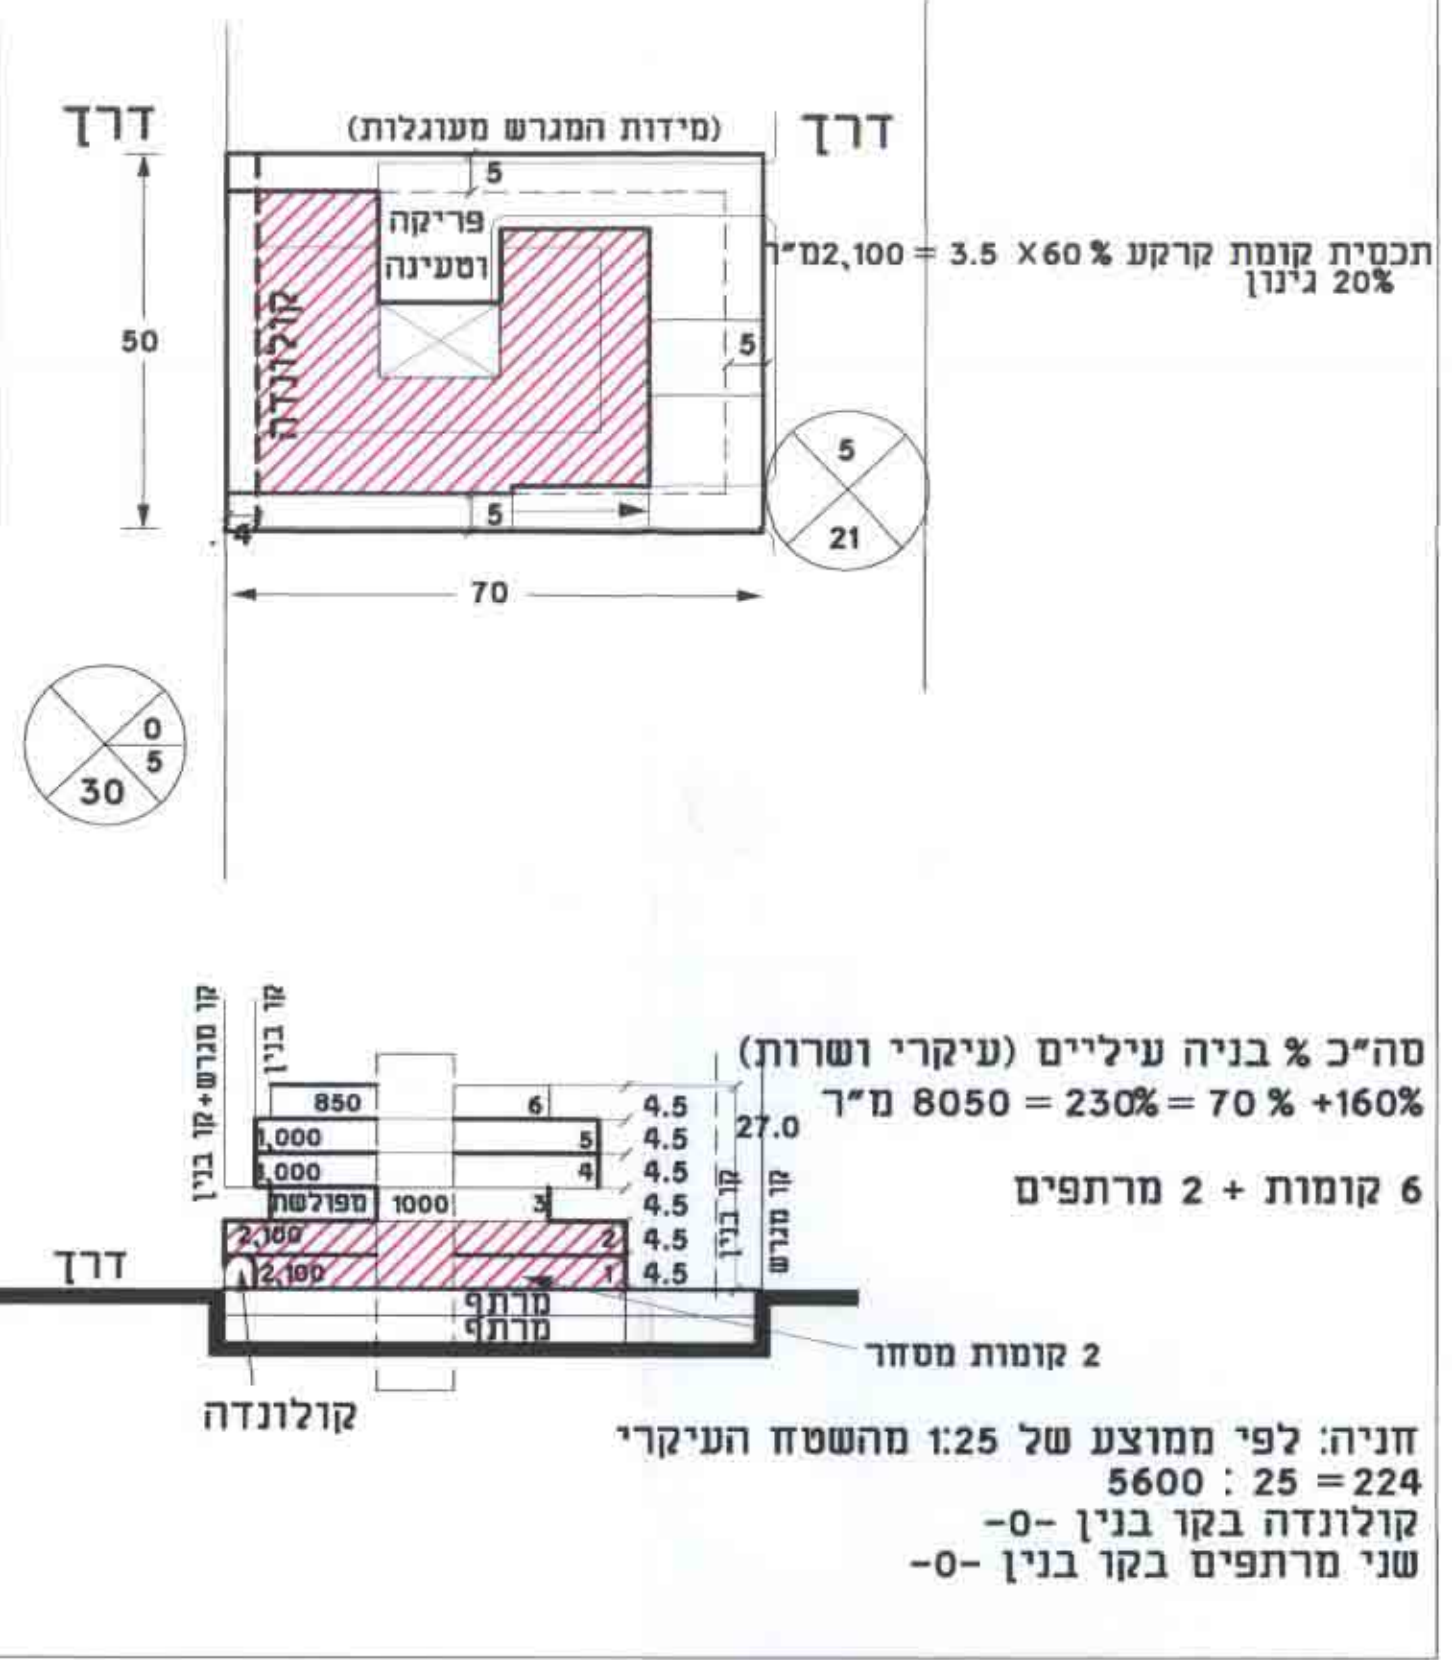 דרך
(מידות המגרש מעוגלות)
דרך
5
פריקה
וטעינה
תכסית קומת קרקע 60% X 3.5 = 2,100מ"ר
20% גינון
קולונדה
50
5
5
4
5
21
70
0
5
30
קו מגרש+קו בנין
קו בנין
סה"כ % בניה עיליים (עיקרי ושרות)
160%+ 70% =230% = 8050 מ"ר
6 קומות + 2 מרתפים
850
6
4.5
27.0
1,000
5
4.5
1,000
4
4.5
מפולשת
1000
3
4.5
2,100
2
4.5
2,100
1
4.5
קו בנין
קו מגרש
דרך
מרתף
מרתף
2 קומות מסחר
קולונדה
חניה: לפי ממוצע של 1:25 מהשטח העיקרי
5600 : 25 =224
קולונדה בקו בנין -0-
שני מרתפים בקו בנין -0-